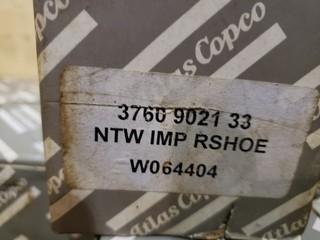 Atlas Copco
3760 9021 33
NTW IMP RSHOE
W064404
Atlas Copco